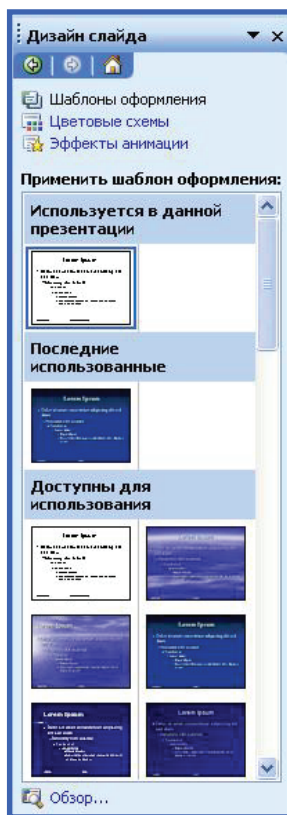 Дизайн слайда
Шаблоны оформления
Цветовые схемы
Эффекты анимации
Применить шаблон оформления:
Используется в данной
презентации
Lorem Ipsum
Последние
использованные
Lorem Ipsum
Доступны для
использования
Lorem Ipsum
Lorem Ipsum
Lorem Ipsum
Lorem Ipsum
Lorem Ipsum
Lorem Ipsum
Обзор...